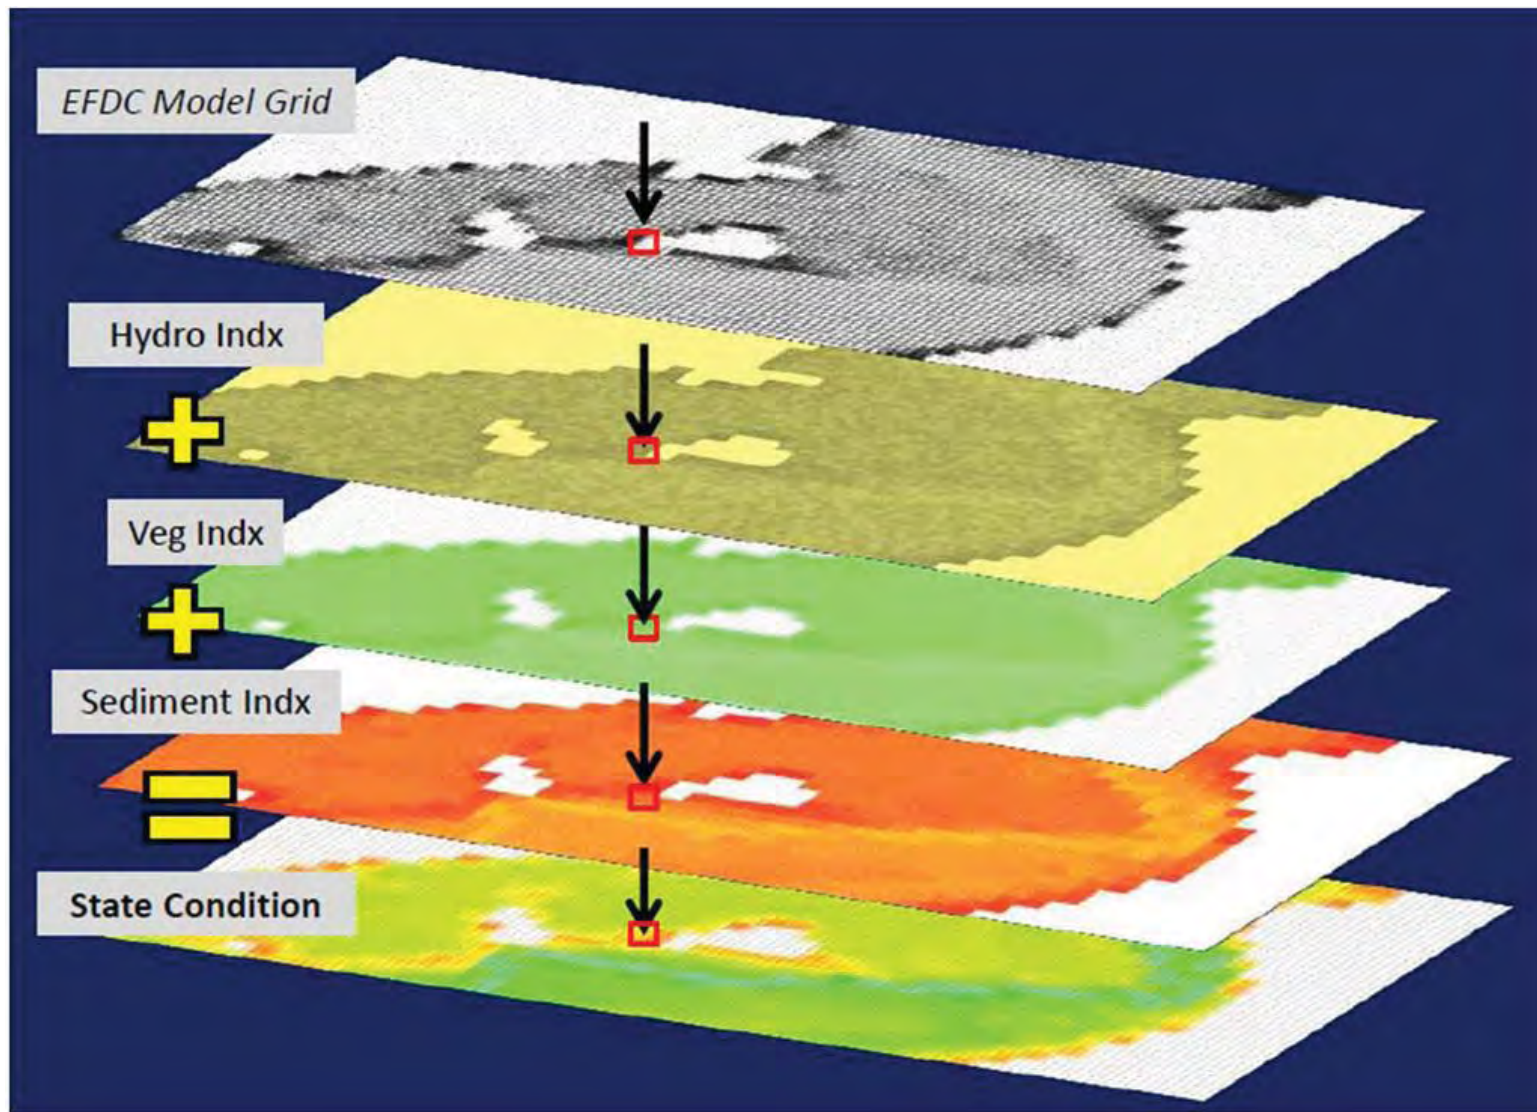 EFDC Model Grid
Hydro Indx
Veg Indx
Sediment Indx
State Condition